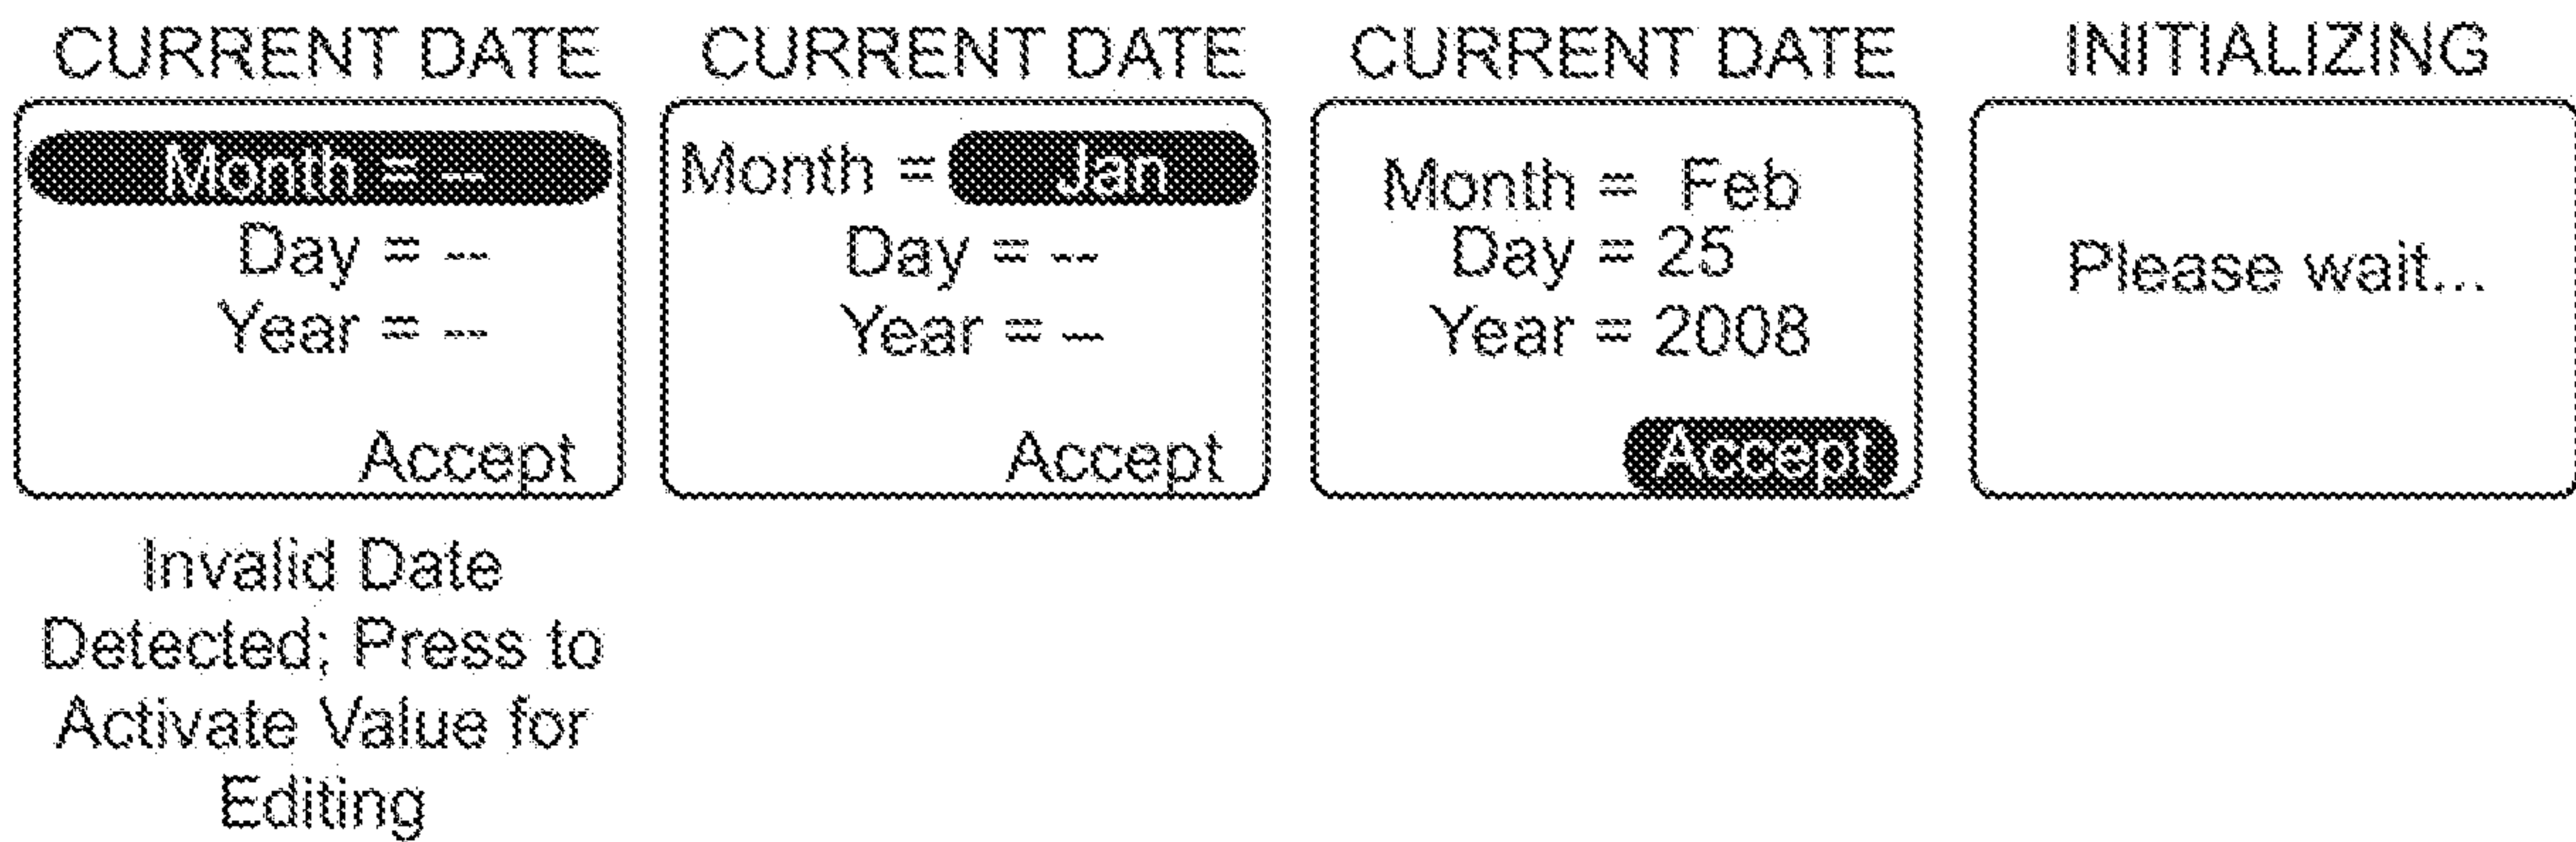 CURRENT DATE
Month = --
Day = --
Year = --
Accept
Invalid Date
Detected; Press to
Activate Value for
Editing
CURRENT DATE
Month = Jan
Day = --
Year = --
Accept
CURRENT DATE
Month = Feb
Day = 25
Year = 2008
Accept
INITIALIZING
Please wait...